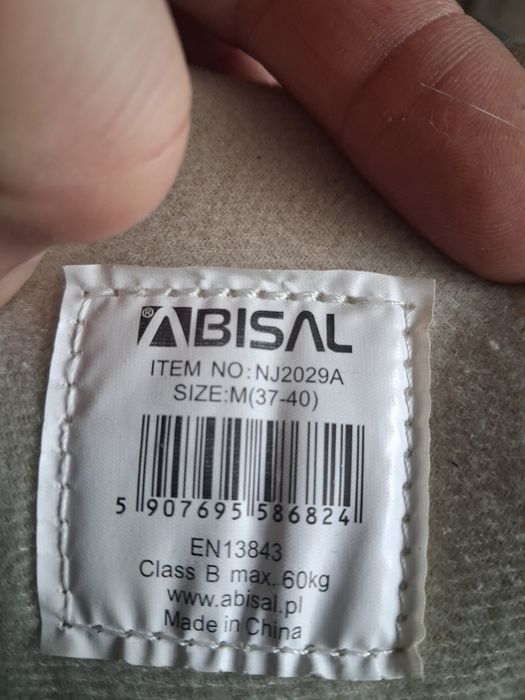 ® ABISAL
ITEM NO:NJ2029A
SIZE:M(37-40)
5 907695 586824
EN13843
Class B max. 60kg
www.abisal.pl
Made in China